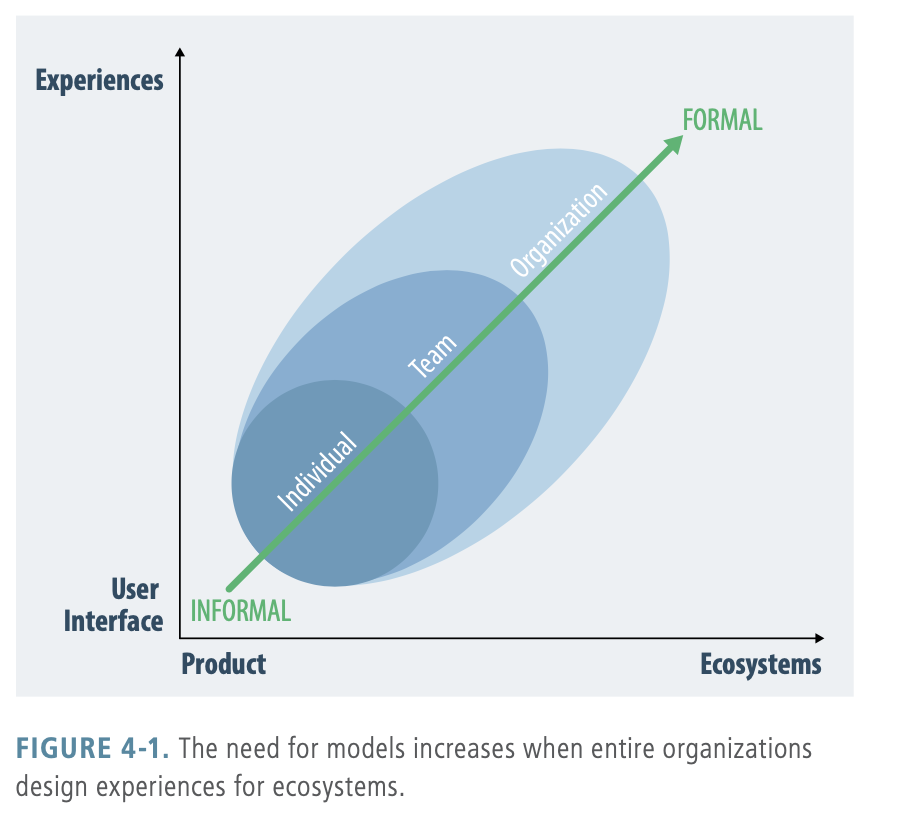 Experiences
FORMAL
Organization
Team
Individual
User
Interface
INFORMAL
Product
Ecosystems
FIGURE 4-1. The need for models increases when entire organizations
design experiences for ecosystems.